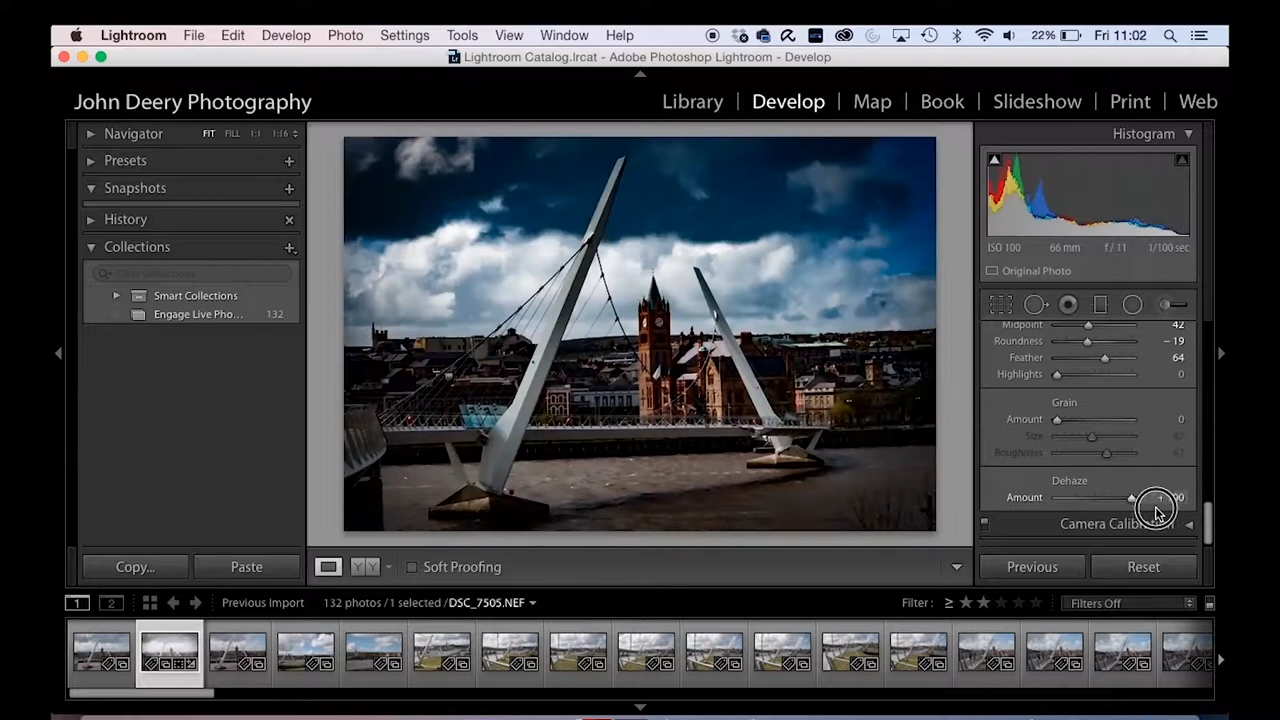 Lightroom File Edit Develop Photo Settings Tools View Window Help 22% Fri 11:02
Lightroom Catalog.lrcat - Adobe Photoshop Lightroom - Develop
John Deery Photography Library Develop Map Book Slideshow Print Web
Navigator FIT FILL 1:1 1:16
Presets
Snapshots
History
Collections
Smart Collections
Engage Live Pho... 132
Histogram
ISO 100 66 mm f/11 1/100 sec
Original Photo
Midpoint 42
Roundness – 19
Feather 64
Highlights 0
Grain
Amount 0
Size
Roughness
Dehaze
Amount
Camera
Copy... Paste YY Soft Proofing Previous Reset
1 2 Previous Import 132 photos / 1 selected / DSC_7505.NEF Filter : ≥ Filters Off